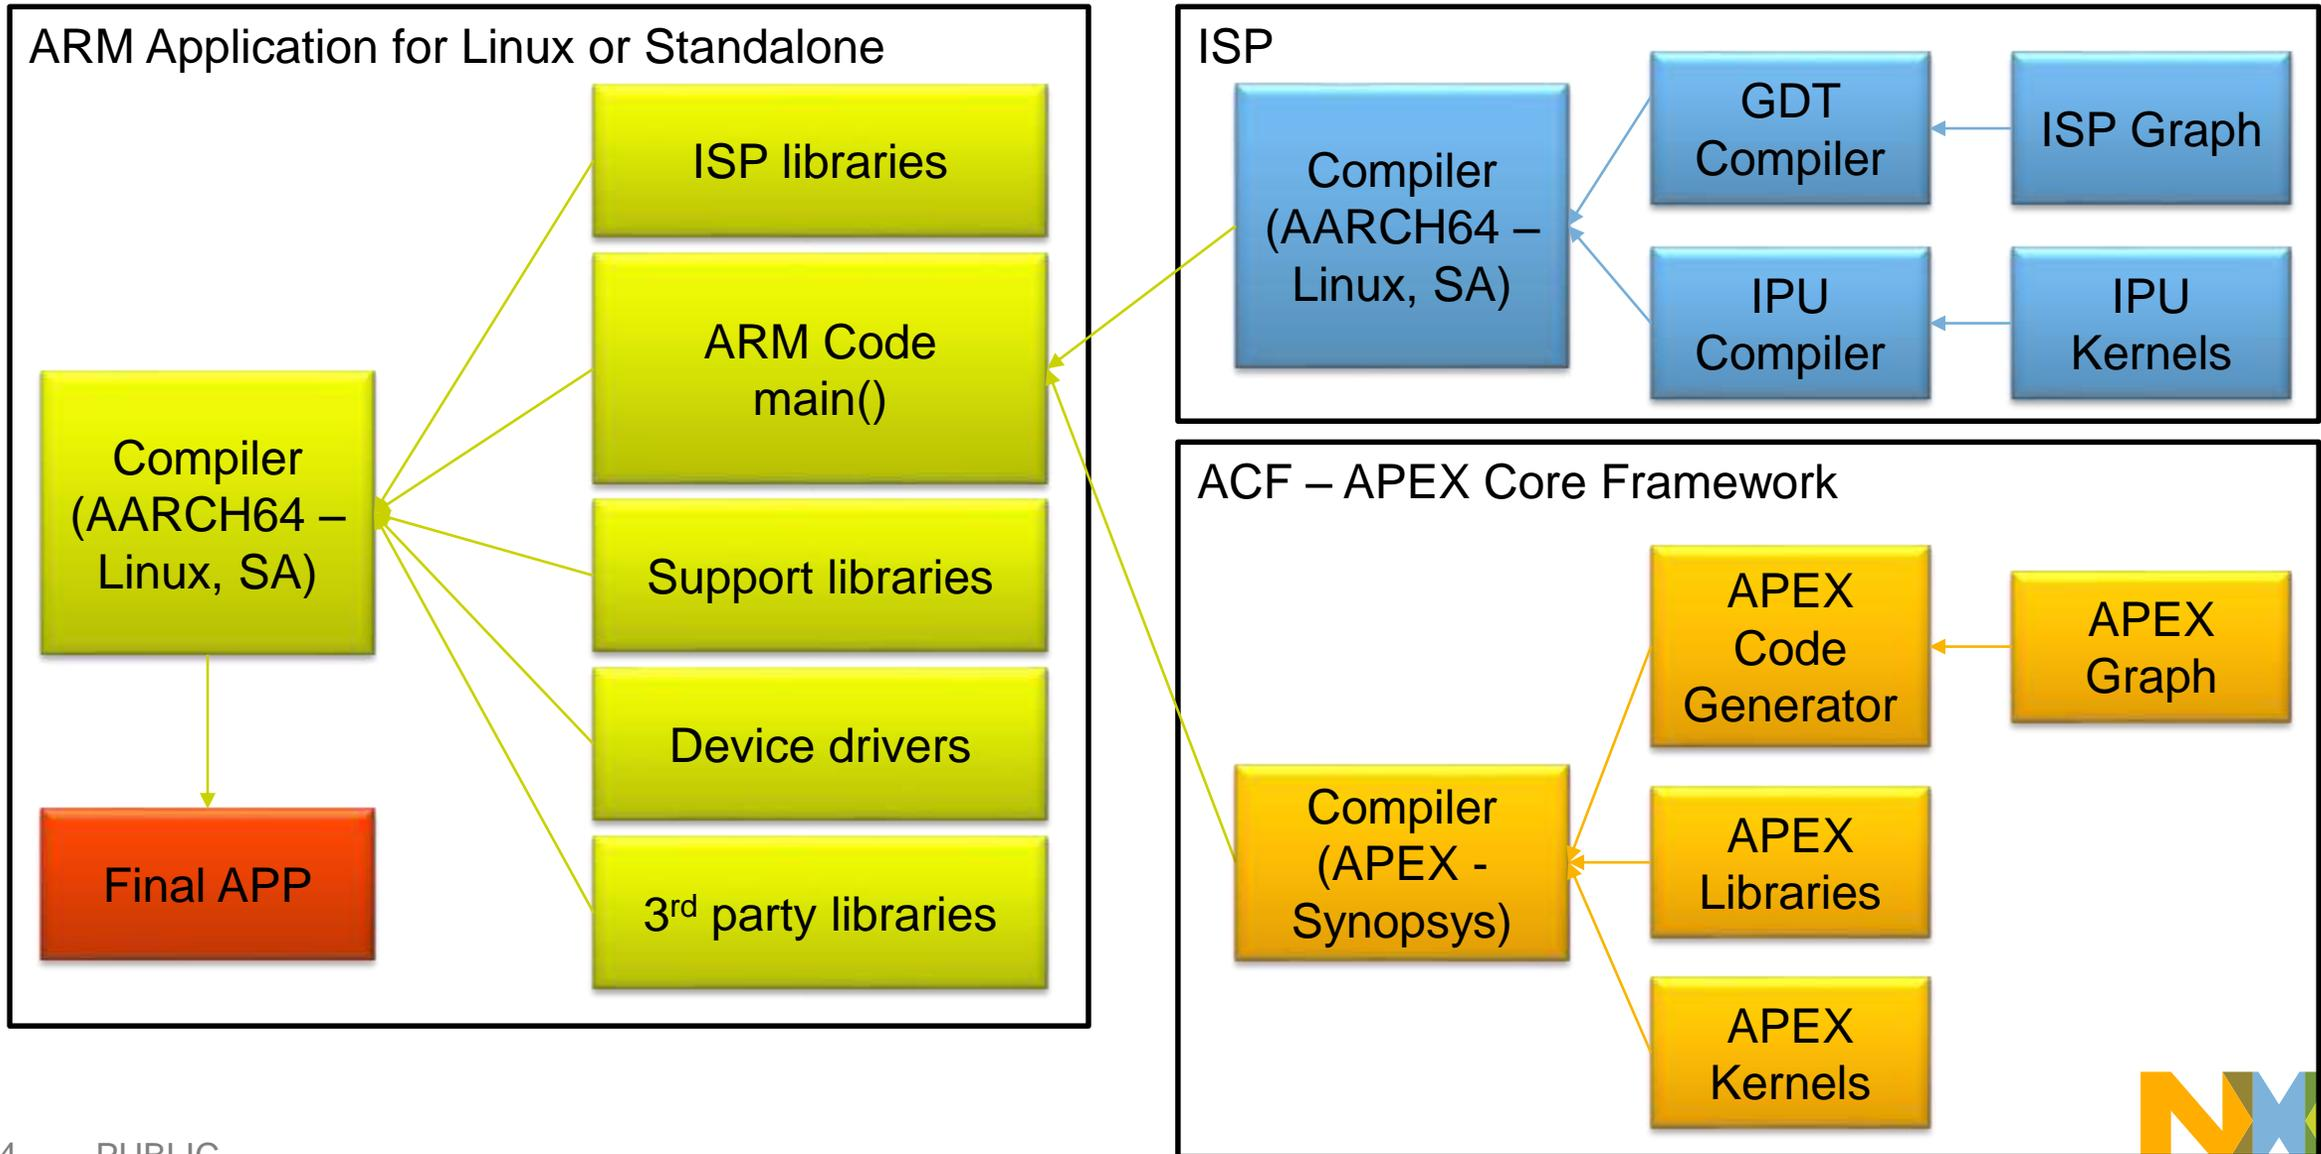 ARM Application for Linux or Standalone
ISP libraries
ARM Code
main()
Compiler
(AARCH64 –
Linux, SA)
Support libraries
Device drivers
Final APP
3rd party libraries
ISP
Compiler
(AARCH64 –
Linux, SA)
GDT
Compiler
ISP Graph
IPU
Compiler
IPU
Kernels
ACF – APEX Core Framework
APEX
Code
Generator
APEX
Graph
Compiler
(APEX -
Synopsys)
APEX
Libraries
APEX
Kernels
4 PUBLIC